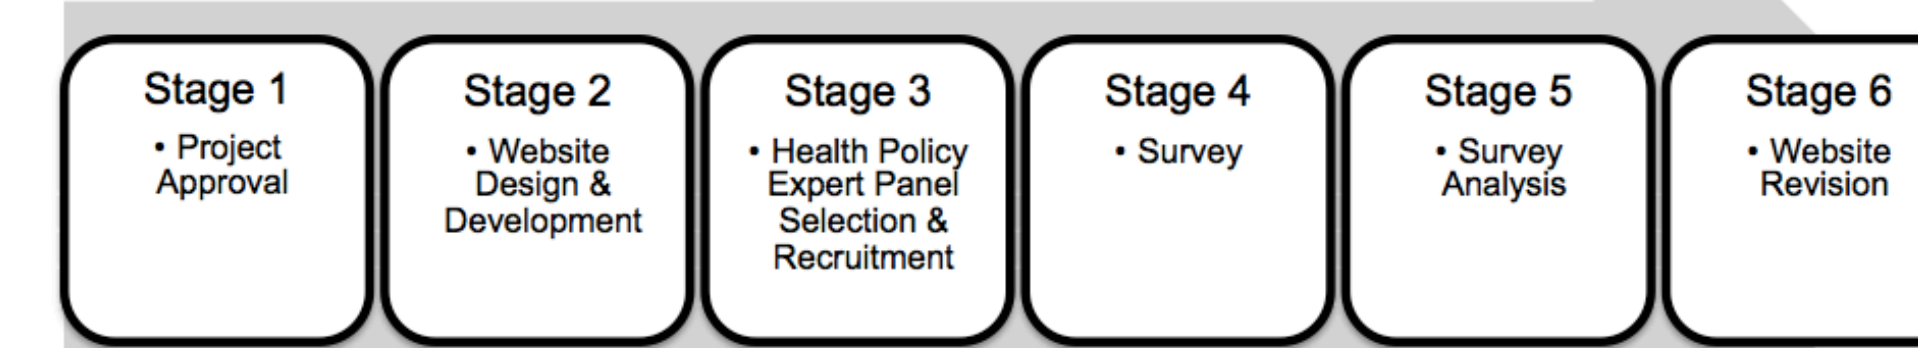 Stage 1
• Project
Approval
Stage 2
• Website
Design &
Development
Stage 3
• Health Policy
Expert Panel
Selection &
Recruitment
Stage 4
• Survey
Stage 5
• Survey
Analysis
Stage 6
• Website
Revision